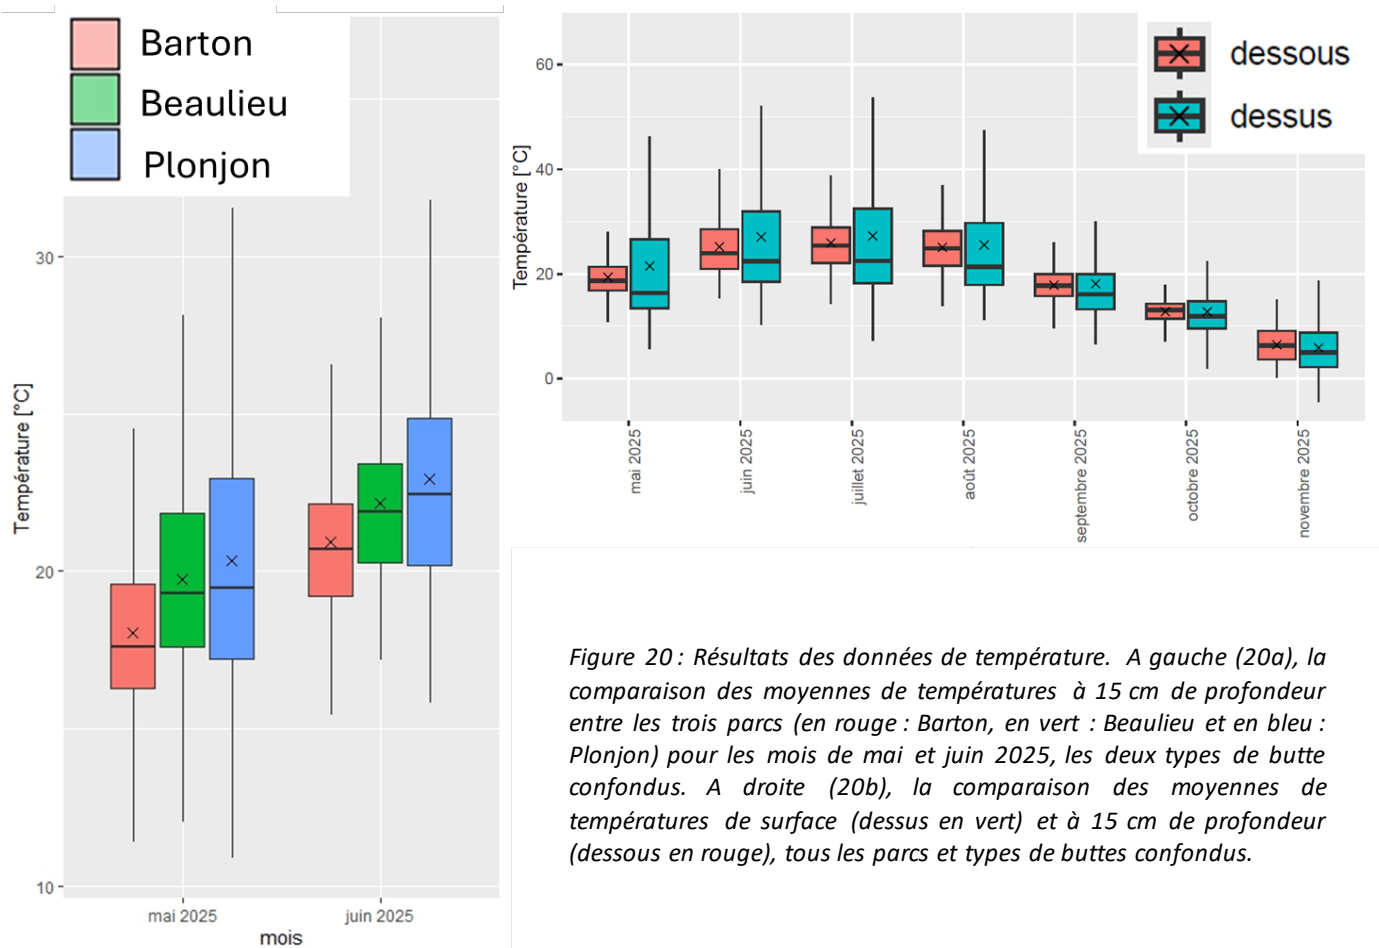 Barton
Beaulieu
Plonjon
Température [°C]
30
20
10
mai 2025
juin 2025
mois
dessous
dessus
Température [°C]
60
40
20
0
mai 2025
juin 2025
juillet 2025
août 2025
septembre 2025
octobre 2025
novembre 2025
Figure 20 : Résultats des données de température. A gauche (20a), la
comparaison des moyennes de températures à 15 cm de profondeur
entre les trois parcs (en rouge : Barton, en vert : Beaulieu et en bleu :
Plonjon) pour les mois de mai et juin 2025, les deux types de butte
confondus. A droite (20b), la comparaison des moyennes de
températures de surface (dessus en vert) et à 15 cm de profondeur
(dessous en rouge), tous les parcs et types de buttes confondus.